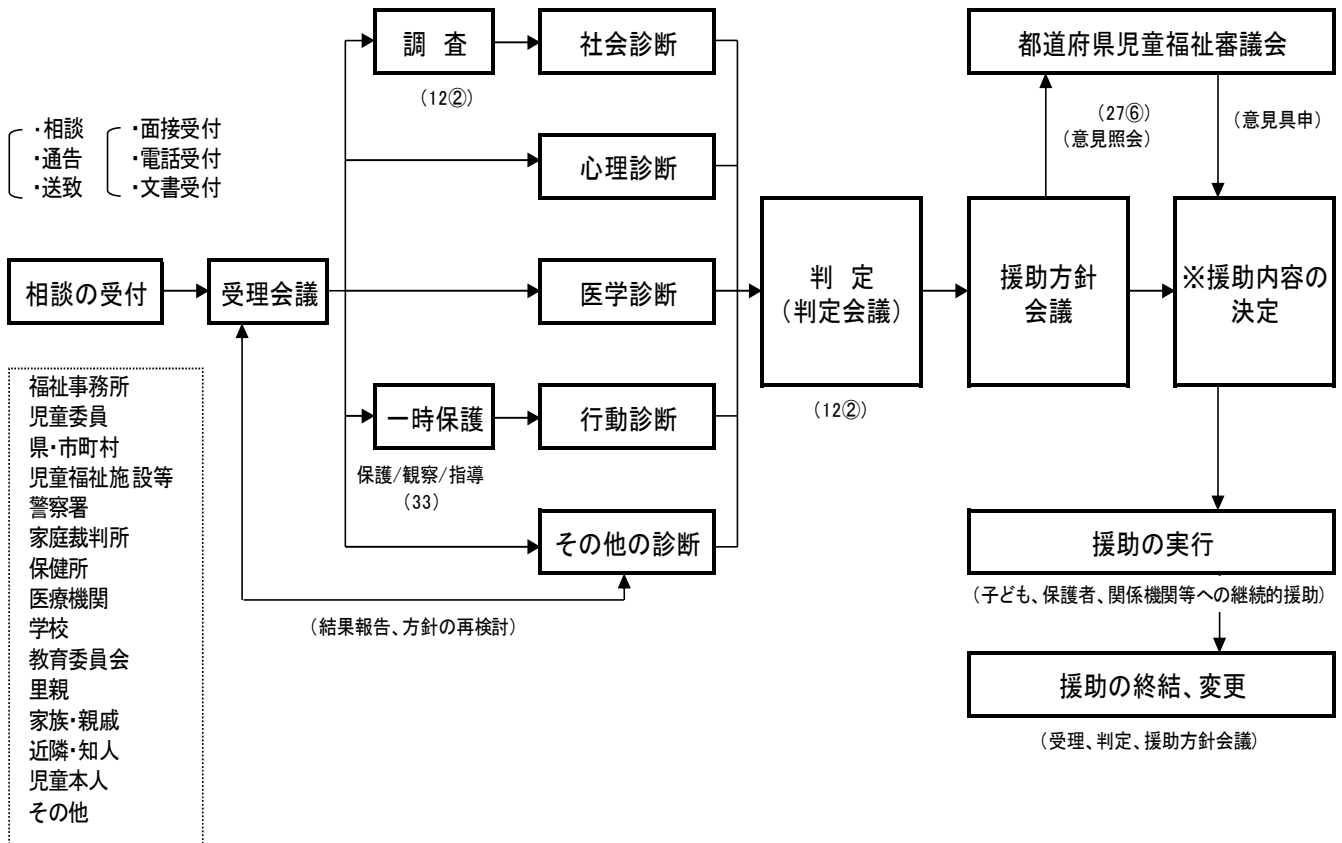 ・相談
・通告
・送致
・面接受付
・電話受付
・文書受付
相談の受付
受理会議
福祉事務所
児童委員
県・市町村
児童福祉施設等
警察署
家庭裁判所
保健所
医療機関
学校
教育委員会
里親
家族・親戚
近隣・知人
児童本人
その他
調 査
(12②)
社会診断
心理診断
医学診断
一時保護
保護/観察/指導
(33)
行動診断
その他の診断
(結果報告、方針の再検討)
判 定
(判定会議)
(12②)
都道府県児童福祉審議会
(27⑥)
(意見照会)
(意見具申)
援助方針
会議
※援助内容の
決定
援助の実行
(子ども、保護者、関係機関等への継続的援助)
援助の終結、変更
(受理、判定、援助方針会議)